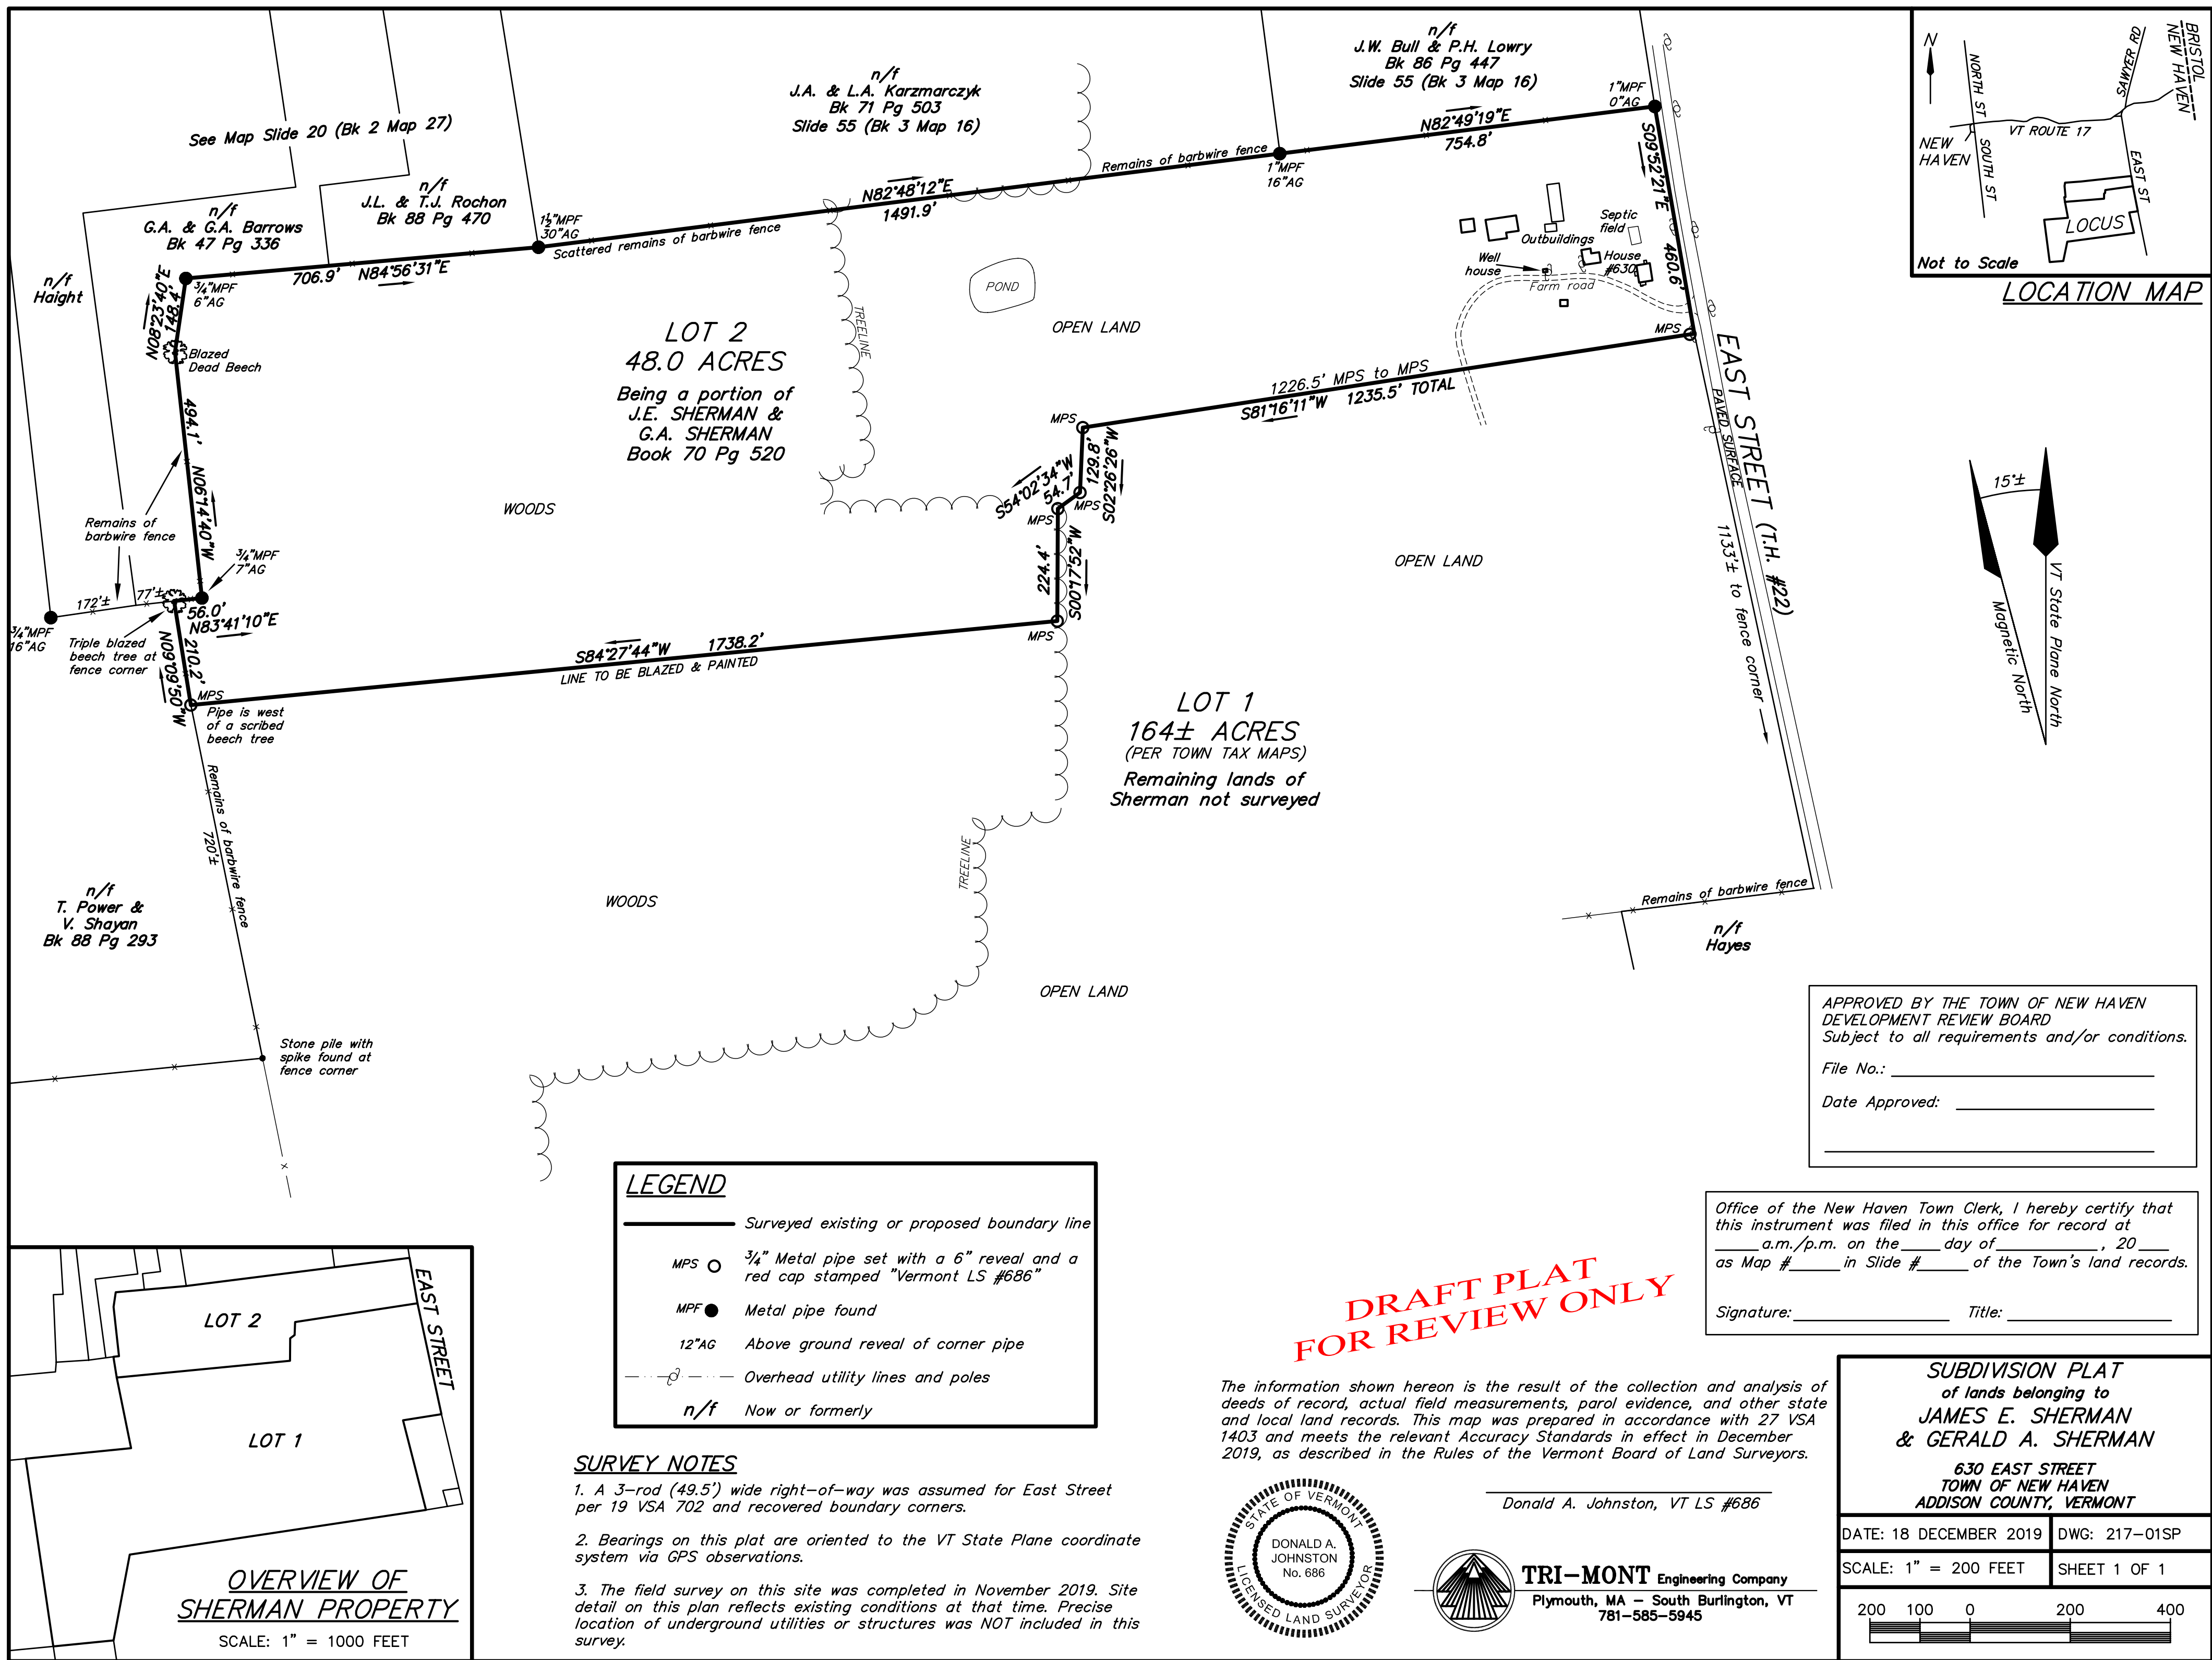 See Map Slide 20 (Bk 2 Map 27)
n/f
J.A. & L.A. Karzmarczyk
Bk 71 Pg 503
Slide 55 (Bk 3 Map 16)
n/f
J.W. Bull & P.H. Lowry
Bk 86 Pg 447
Slide 55 (Bk 3 Map 16)
n/f
G.A. & G.A. Barrows
Bk 47 Pg 336
n/f
J.L. & T.J. Rochon
Bk 88 Pg 470
n/f
Haight
1½"MPF
30"AG
Scattered remains of barbwire fence
N82°48'12"E
1491.9'
Remains of barbwire fence
1"MPF
16"AG
N82°49'19"E
754.8'
1"MPF
0"AG
S09°52'21"E
460.6'
706.9' N84°56'31"E
¾"MPF
6"AG
N08°23'40"E
148.4'
Blazed
Dead Beech
494.1'
N06°14'40"W
Remains of
barbwire fence
¾"MPF
7"AG
172'±
77'±
56.0'
N83°41'10"E
¾"MPF
16"AG
Triple blazed
beech tree at
fence corner
N09°09'50"W
210.2'
MPS
Pipe is west
of a scribed
beech tree
Remains of barbwire fence
720'±
LOT 2
48.0 ACRES
Being a portion of
J.E. SHERMAN &
G.A. SHERMAN
Book 70 Pg 520
TREELINE
POND
OPEN LAND
WOODS
Septic
field
Outbuildings
Well
house
House
#630
Farm road
MPS
1226.5' MPS to MPS
S81°16'11"W 1235.5' TOTAL
MPS
129.8'
S02°26'26"W
S54°02'34"W
54.7'
MPS
MPS
224.4'
S00°17'52"W
MPS
S84°27'44"W 1738.2'
LINE TO BE BLAZED & PAINTED
OPEN LAND
EAST STREET (T.H. #22)
PAVED SURFACE
1133'± to fence corner
LOT 1
164± ACRES
(PER TOWN TAX MAPS)
Remaining lands of
Sherman not surveyed
TREELINE
WOODS
OPEN LAND
Remains of barbwire fence
n/f
Hayes
n/f
T. Power &
V. Shayan
Bk 88 Pg 293
Stone pile with
spike found at
fence corner
N
NORTH ST
SAWYER RD
BRISTOL
NEW HAVEN
VT ROUTE 17
NEW
HAVEN
SOUTH ST
EAST ST
LOCUS
Not to Scale
LOCATION MAP
15°±
Magnetic North
VT State Plane North
APPROVED BY THE TOWN OF NEW HAVEN
DEVELOPMENT REVIEW BOARD
Subject to all requirements and/or conditions.
File No.:
Date Approved:
Office of the New Haven Town Clerk, I hereby certify that
this instrument was filed in this office for record at
a.m./p.m. on the day of , 20
as Map # in Slide # of the Town's land records.
Signature: Title:
LEGEND
Surveyed existing or proposed boundary line
MPS ¾" Metal pipe set with a 6" reveal and a
red cap stamped "Vermont LS #686"
MPF Metal pipe found
12"AG Above ground reveal of corner pipe
Overhead utility lines and poles
n/f Now or formerly
SURVEY NOTES
1. A 3-rod (49.5') wide right-of-way was assumed for East Street
per 19 VSA 702 and recovered boundary corners.
2. Bearings on this plat are oriented to the VT State Plane coordinate
system via GPS observations.
3. The field survey on this site was completed in November 2019. Site
detail on this plan reflects existing conditions at that time. Precise
location of underground utilities or structures was NOT included in this
survey.
LOT 2
LOT 1
EAST STREET
OVERVIEW OF
SHERMAN PROPERTY
SCALE: 1" = 1000 FEET
DRAFT PLAT
FOR REVIEW ONLY
The information shown hereon is the result of the collection and analysis of
deeds of record, actual field measurements, parol evidence, and other state
and local land records. This map was prepared in accordance with 27 VSA
1403 and meets the relevant Accuracy Standards in effect in December
2019, as described in the Rules of the Vermont Board of Land Surveyors.
Donald A. Johnston, VT LS #686
STATE OF VERMONT
DONALD A.
JOHNSTON
No. 686
LICENSED LAND SURVEYOR
TRI-MONT Engineering Company
Plymouth, MA - South Burlington, VT
781-585-5945
SUBDIVISION PLAT
of lands belonging to
JAMES E. SHERMAN
& GERALD A. SHERMAN
630 EAST STREET
TOWN OF NEW HAVEN
ADDISON COUNTY, VERMONT
DATE: 18 DECEMBER 2019
DWG: 217-01SP
SCALE: 1" = 200 FEET
SHEET 1 OF 1
200 100 0 200 400